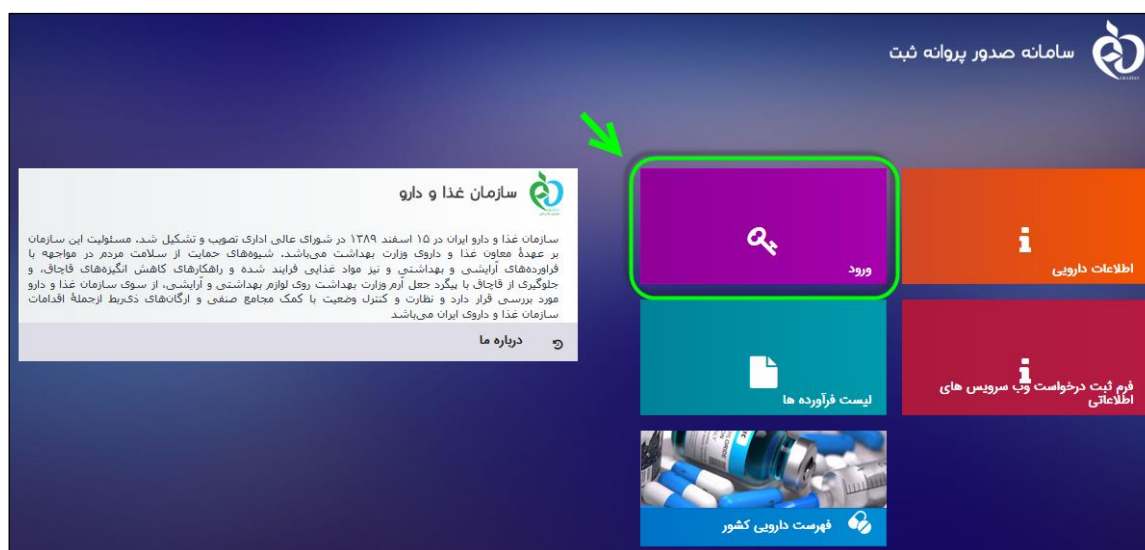 سامانه صدور پروانه ثبت
اطلاعات دارویی
ورود
فرم ثبت درخواست وب سرویس های
اطلاعاتی
لیست فرآورده ها
فهرست دارویی کشور
سازمان غذا و دارو
سازمان غذا و دارو ایران در ۱۵ اسفند ۱۳۸۹ در شورای عالی اداری تصویب و تشکیل شد. مسئولیت این سازمان
بر عهدهٔ معاون غذا و داروی وزارت بهداشت می‌باشد. شیوه‌های حمایت از سلامت مردم در مواجهه با
فراورده‌های آرایشی و بهداشتی و نیز مواد غذایی فرایند شده و راهکارهای کاهش انگیزه‌های قاچاق، و
جلوگیری از قاچاق با پیگرد جعل آرم وزارت بهداشت روی لوازم بهداشتی و آرایشی، از سوی سازمان غذا و دارو
مورد بررسی قرار دارد و نظارت و کنترل وضعیت با کمک مجامع صنفی و ارگان‌های ذی‌ربط ازجملهٔ اقدامات
سازمان غذا و داروی ایران می‌باشد
درباره ما